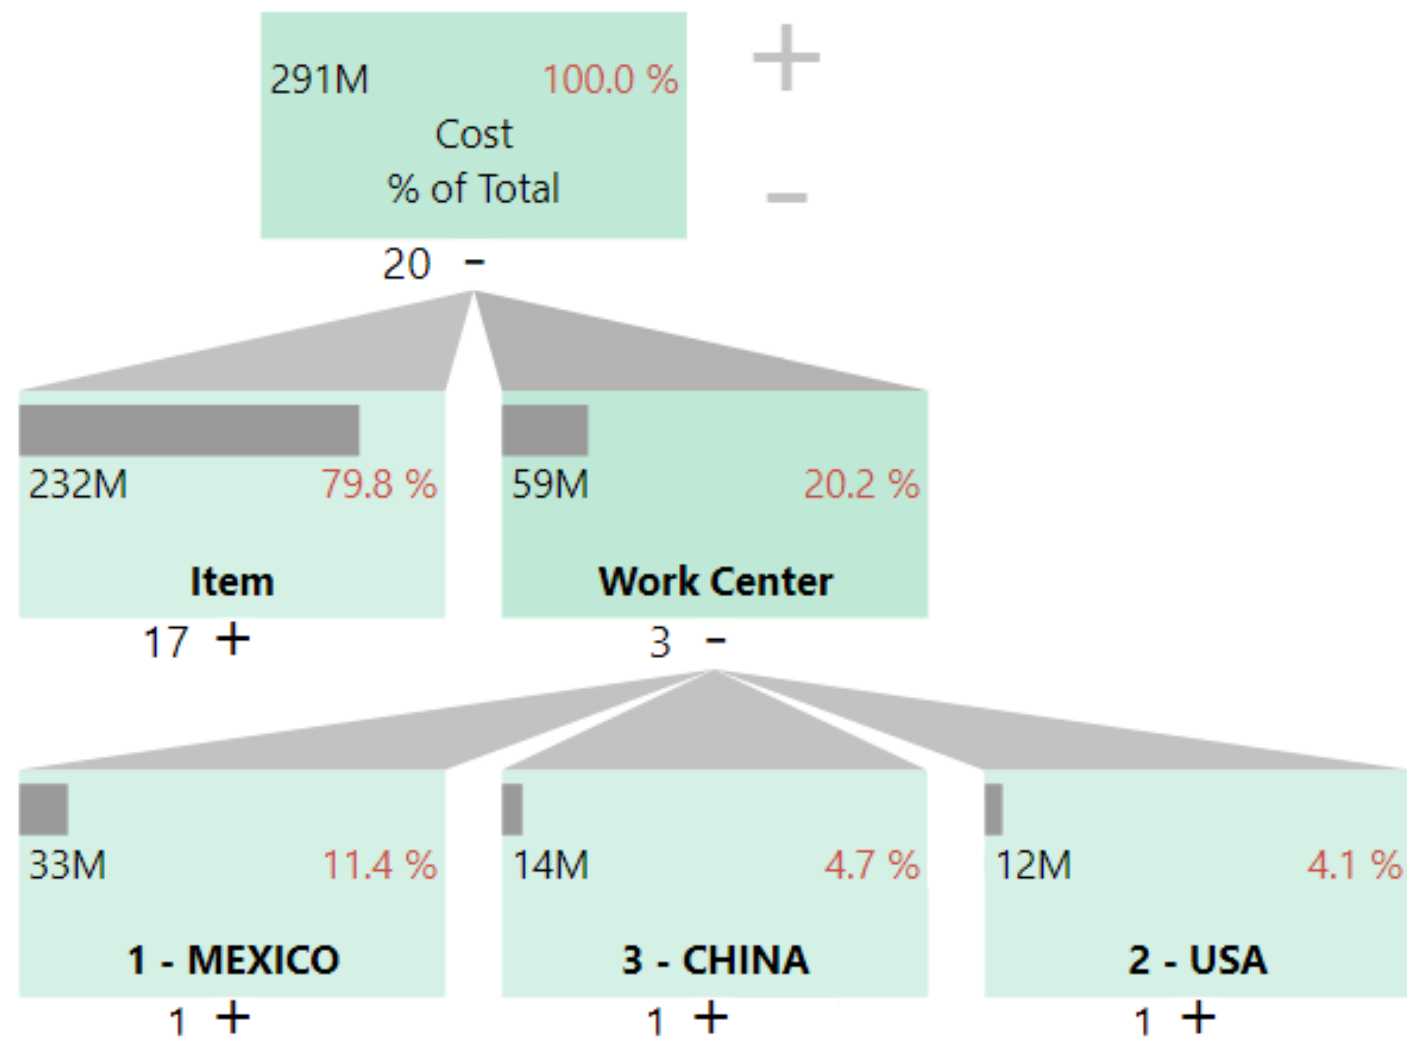 +
291M 100.0 %
Cost
% of Total
-
20 -
232M 79.8 %
59M 20.2 %
Item
Work Center
17 +
3 -
33M 11.4 %
14M 4.7 %
12M 4.1 %
1 - MEXICO
3 - CHINA
2 - USA
1 +
1 +
1 +